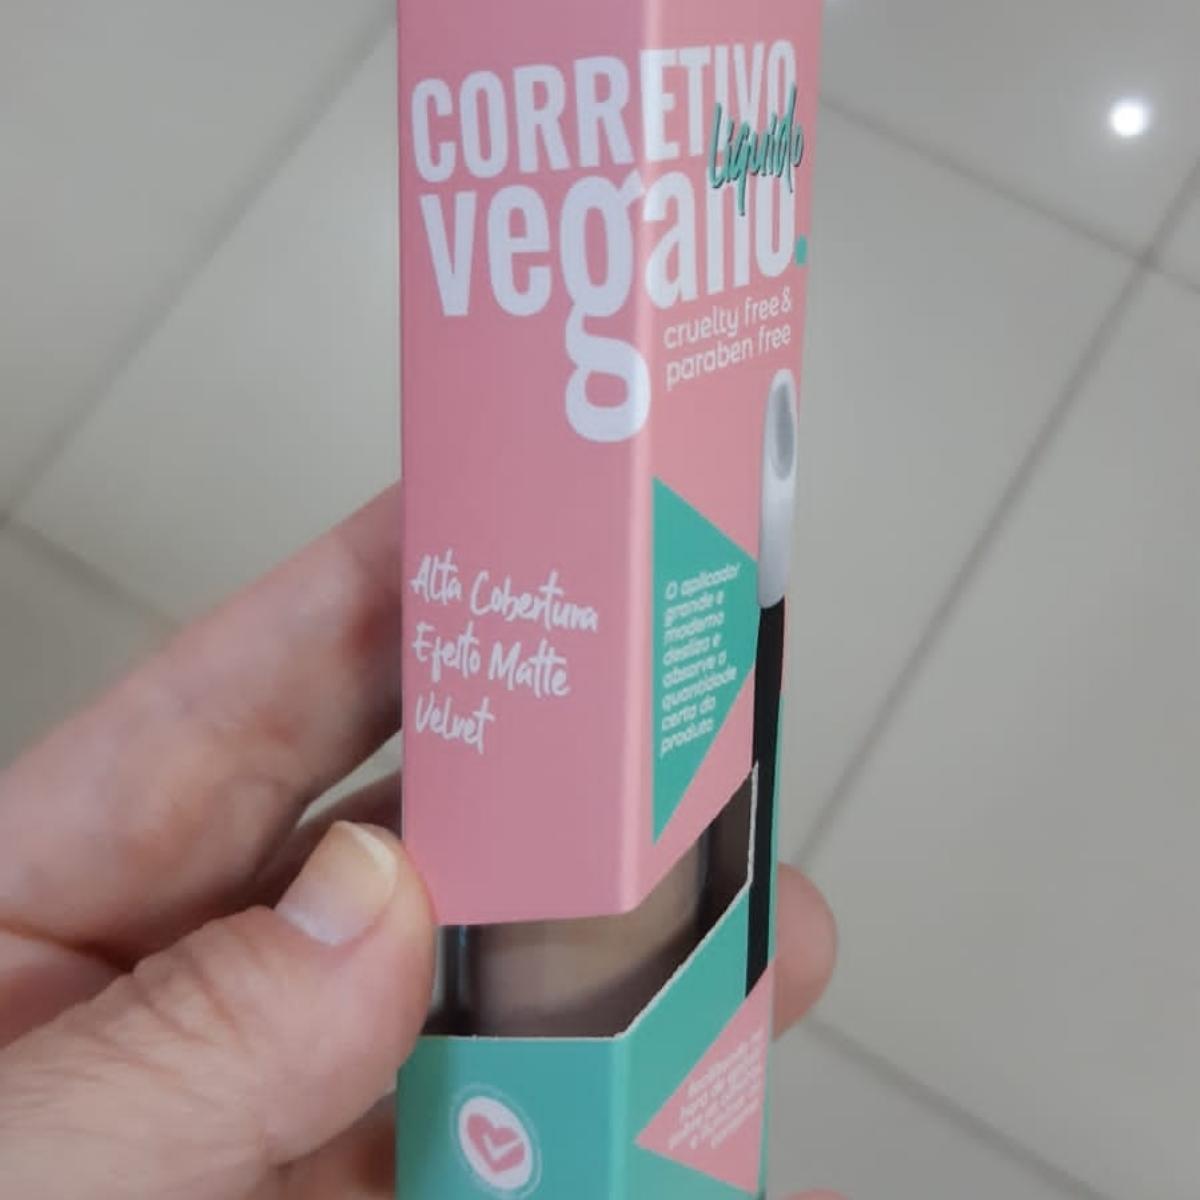 CORRETIVO
Líquido
vegano.
cruelty free &
paraben free
Alta Cobertura
Efeito Matte
Velvet
O aplicador
grande e
moderno
desliza e
absorve a
quantidade
certa do
produto